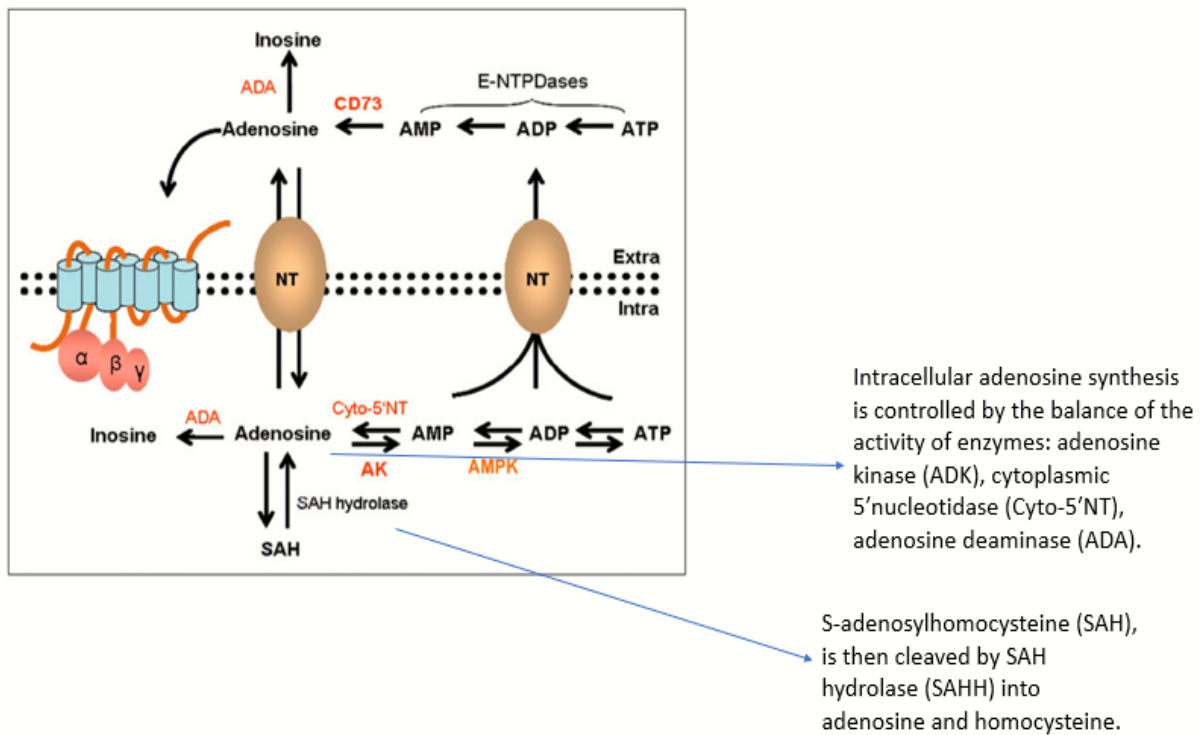 Inosine
ADA
E-NTPDases
CD73
Adenosine
AMP
ADP
ATP
NT
NT
Extra
Intra
α
β
γ
Cyto-5'NT
ADA
Inosine
Adenosine
AMP
ADP
ATP
AK
AMPK
SAH hydrolase
SAH
Intracellular adenosine synthesis
is controlled by the balance of the
activity of enzymes: adenosine
kinase (ADK), cytoplasmic
5′nucleotidase (Cyto-5′NT),
adenosine deaminase (ADA).
S-adenosylhomocysteine (SAH),
is then cleaved by SAH
hydrolase (SAHH) into
adenosine and homocysteine.